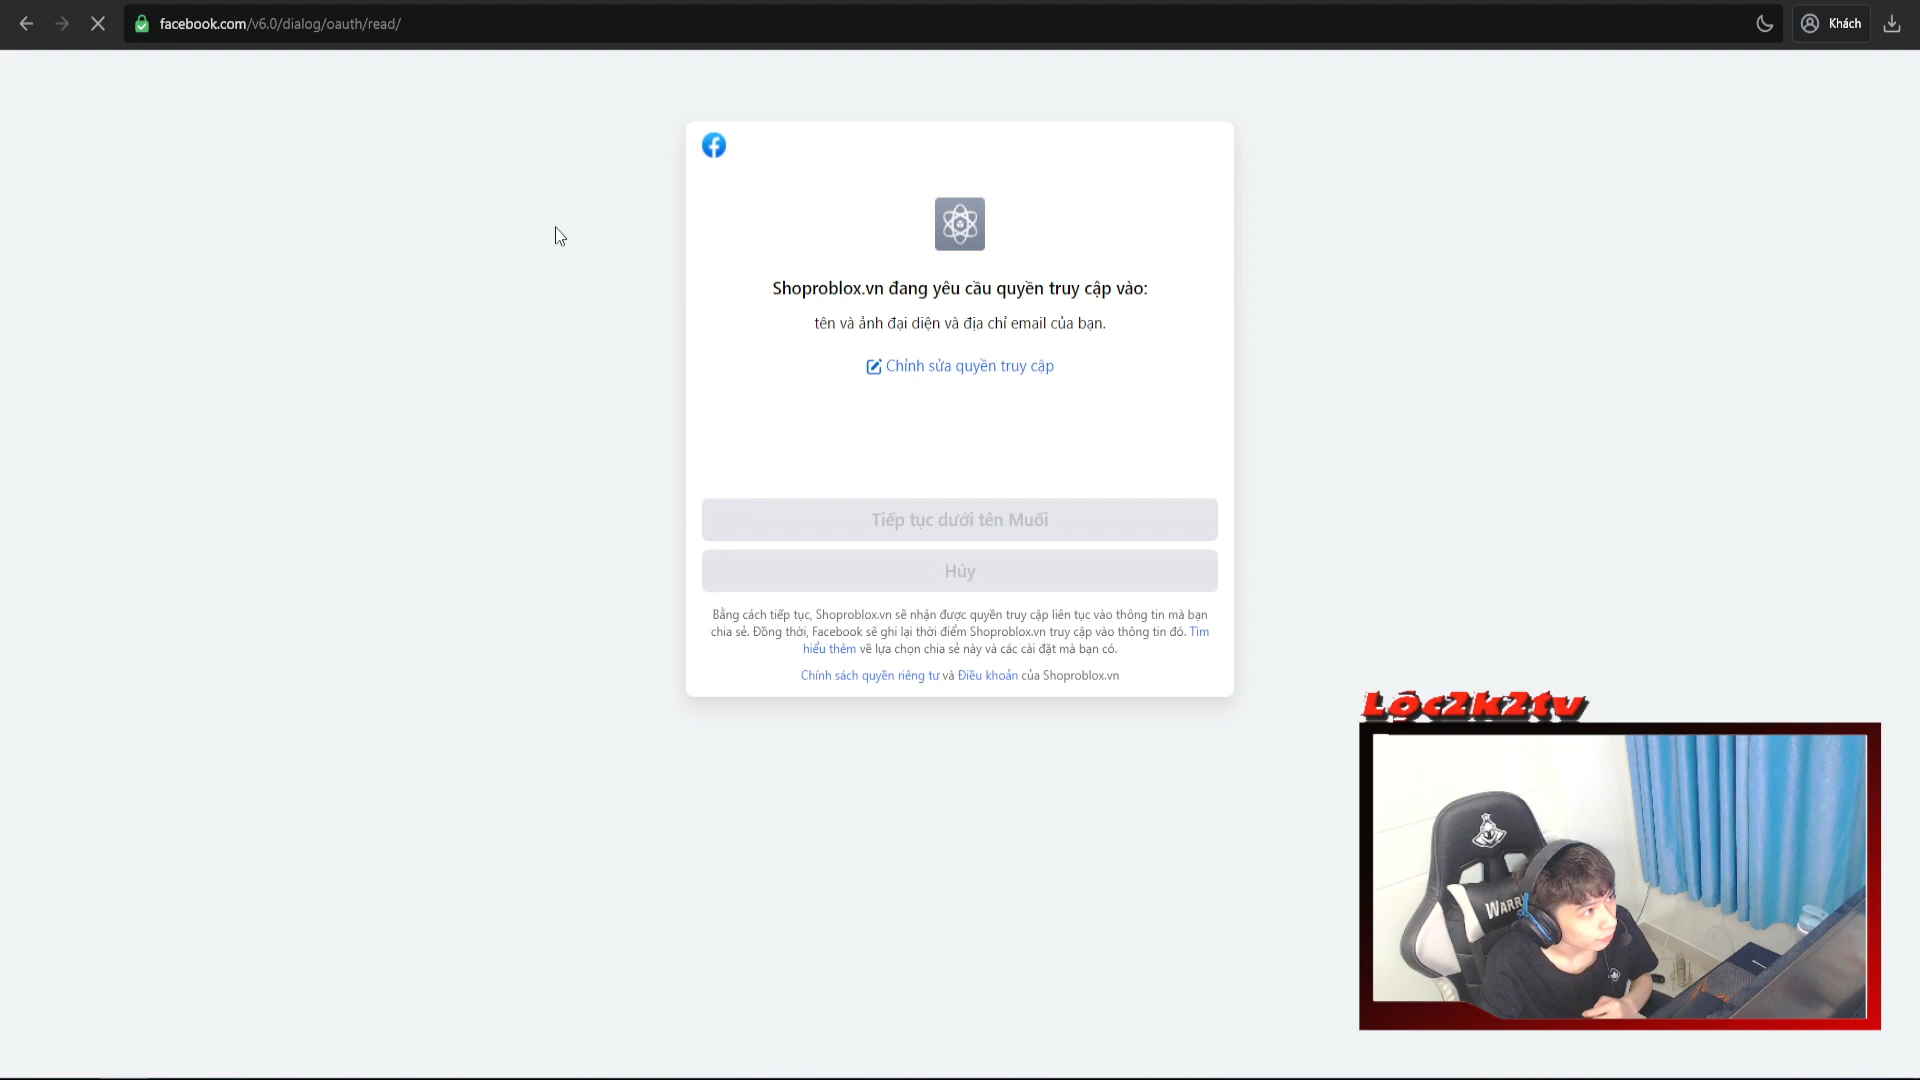 facebook.com/v6.0/dialog/oauth/read/
Khách
Shoproblox.vn đang yêu cầu quyền truy cập vào:
tên và ảnh đại diện và địa chỉ email của bạn.
Chỉnh sửa quyền truy cập
Tiếp tục dưới tên Muối
Hủy
Bằng cách tiếp tục, Shoproblox.vn sẽ nhận được quyền truy cập liên tục vào thông tin mà bạn
chia sẻ. Đồng thời, Facebook sẽ ghi lại thời điểm Shoproblox.vn truy cập vào thông tin đó. Tìm
hiểu thêm về lựa chọn chia sẻ này và các cài đặt mà bạn có.
Chính sách quyền riêng tư và Điều khoản của Shoproblox.vn
Lộc2k2tv
WARR